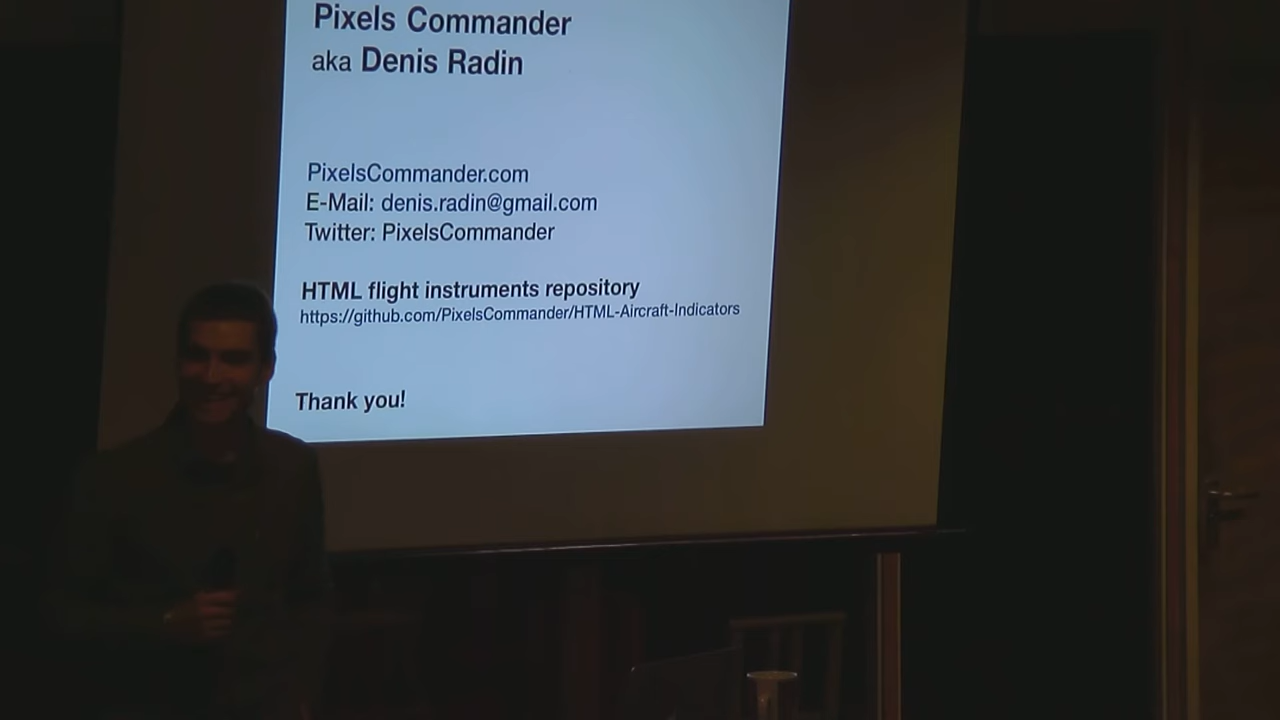 Pixels Commander
aka Denis Radin
PixelsCommander.com
E-Mail: denis.radin@gmail.com
Twitter: PixelsCommander
HTML flight instruments repository
https://github.com/PixelsCommander/HTML-Aircraft-Indicators
Thank you!